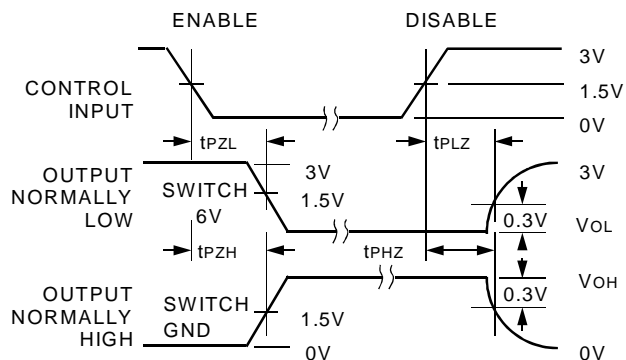 ENABLE DISABLE
3V
CONTROL INPUT
1.5V
0V
tPZL tPLZ
OUTPUT NORMALLY LOW
SWITCH 6V
3V
1.5V
3V
0.3V
VOL
tPZH tPHZ
OUTPUT NORMALLY HIGH
SWITCH GND
1.5V
0V
VOH
0.3V
0V